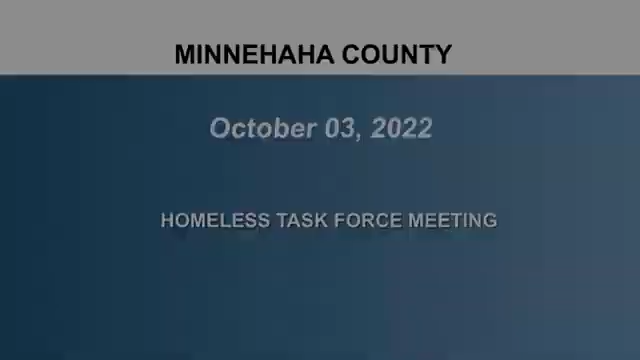 MINNEHAHA COUNTY
October 03, 2022
HOMELESS TASK FORCE MEETING